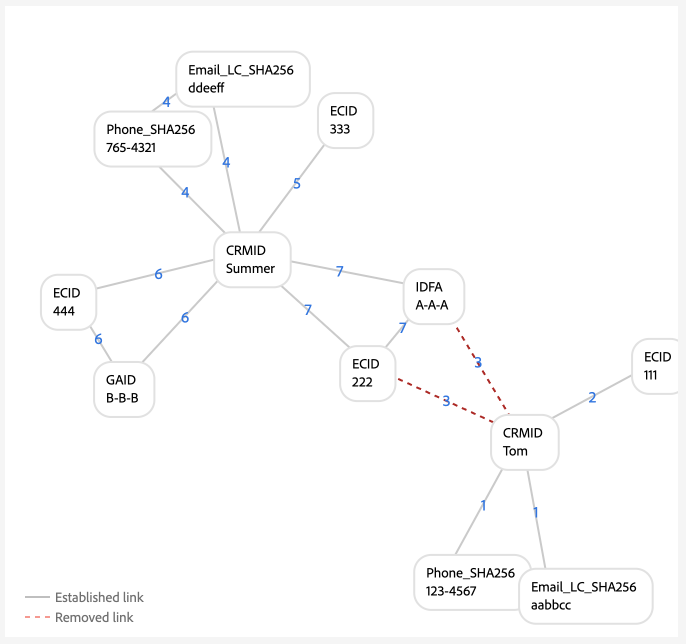 Email_LC_SHA256
ddeeff
4
Phone_SHA256
765-4321
ECID
333
4
4
5
CRMID
Summer
6
7
IDFA
A-A-A
ECID
444
6
7
7
6
GAID
B-B-B
ECID
222
3
3
ECID
111
2
CRMID
Tom
1
1
Phone_SHA256
123-4567
Email_LC_SHA256
aabbcc
Established link
Removed link